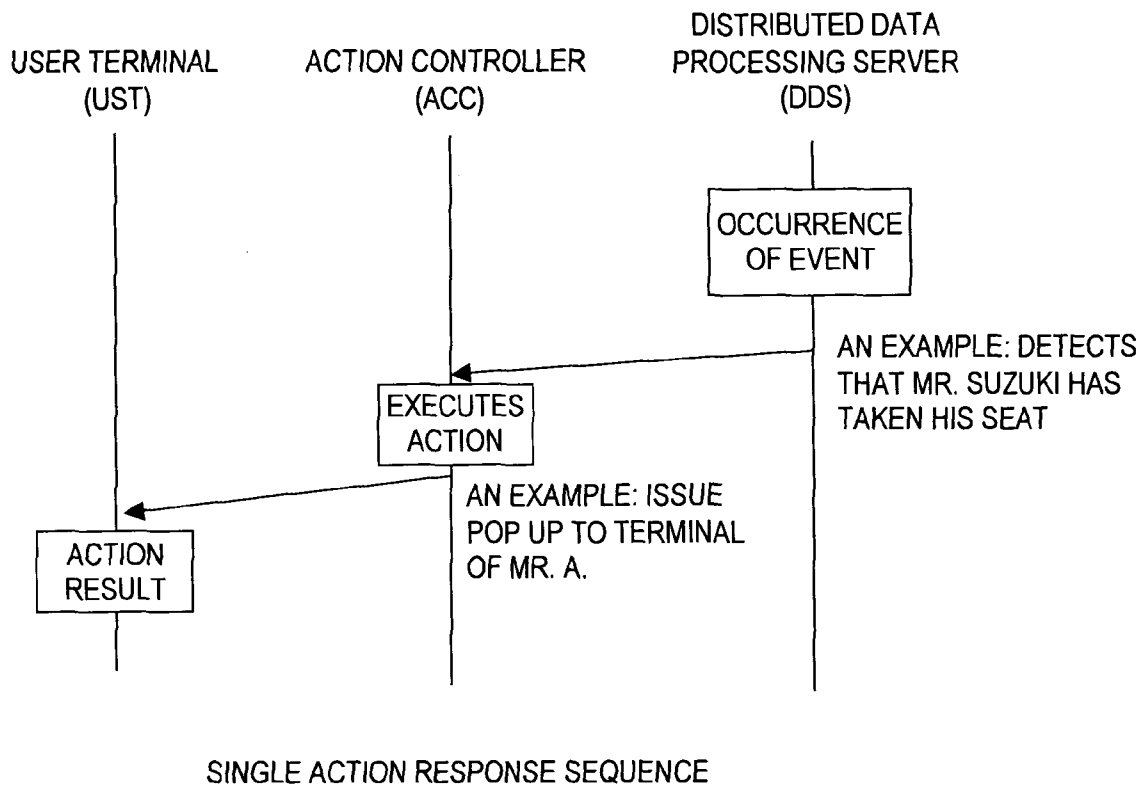 USER TERMINAL
(UST)
ACTION CONTROLLER
(ACC)
DISTRIBUTED DATA
PROCESSING SERVER
(DDS)
OCCURRENCE
OF EVENT
AN EXAMPLE: DETECTS
THAT MR. SUZUKI HAS
TAKEN HIS SEAT
EXECUTES
ACTION
AN EXAMPLE: ISSUE
POP UP TO TERMINAL
OF MR. A.
ACTION
RESULT
SINGLE ACTION RESPONSE SEQUENCE